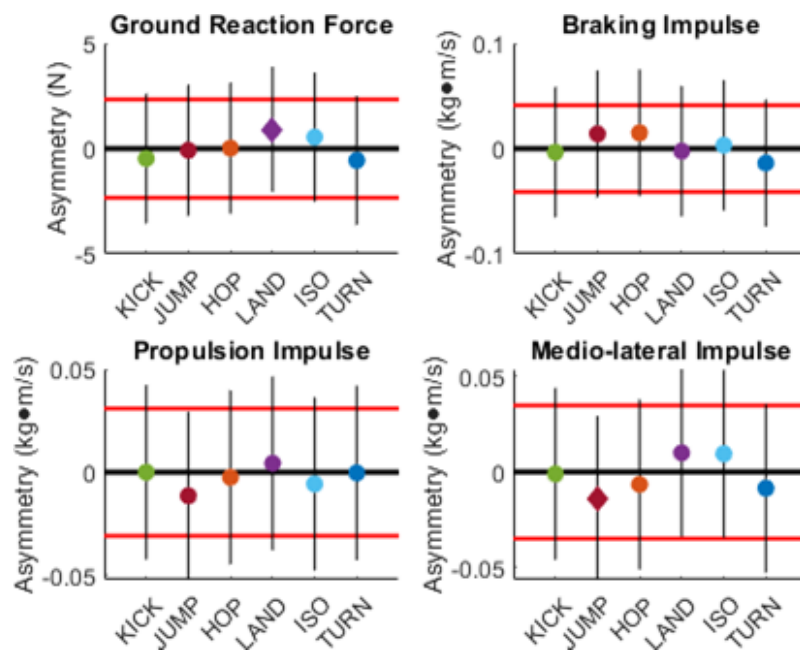 Ground Reaction Force
Asymmetry (N)
5
0
-5
KICK
JUMP
HOP
LAND
ISO
TURN
Braking Impulse
Asymmetry (kg●m/s)
0.1
0
-0.1
KICK
JUMP
HOP
LAND
ISO
TURN
Propulsion Impulse
Asymmetry (kg●m/s)
0.05
0
-0.05
KICK
JUMP
HOP
LAND
ISO
TURN
Medio-lateral Impulse
Asymmetry (kg●m/s)
0.05
0
-0.05
KICK
JUMP
HOP
LAND
ISO
TURN